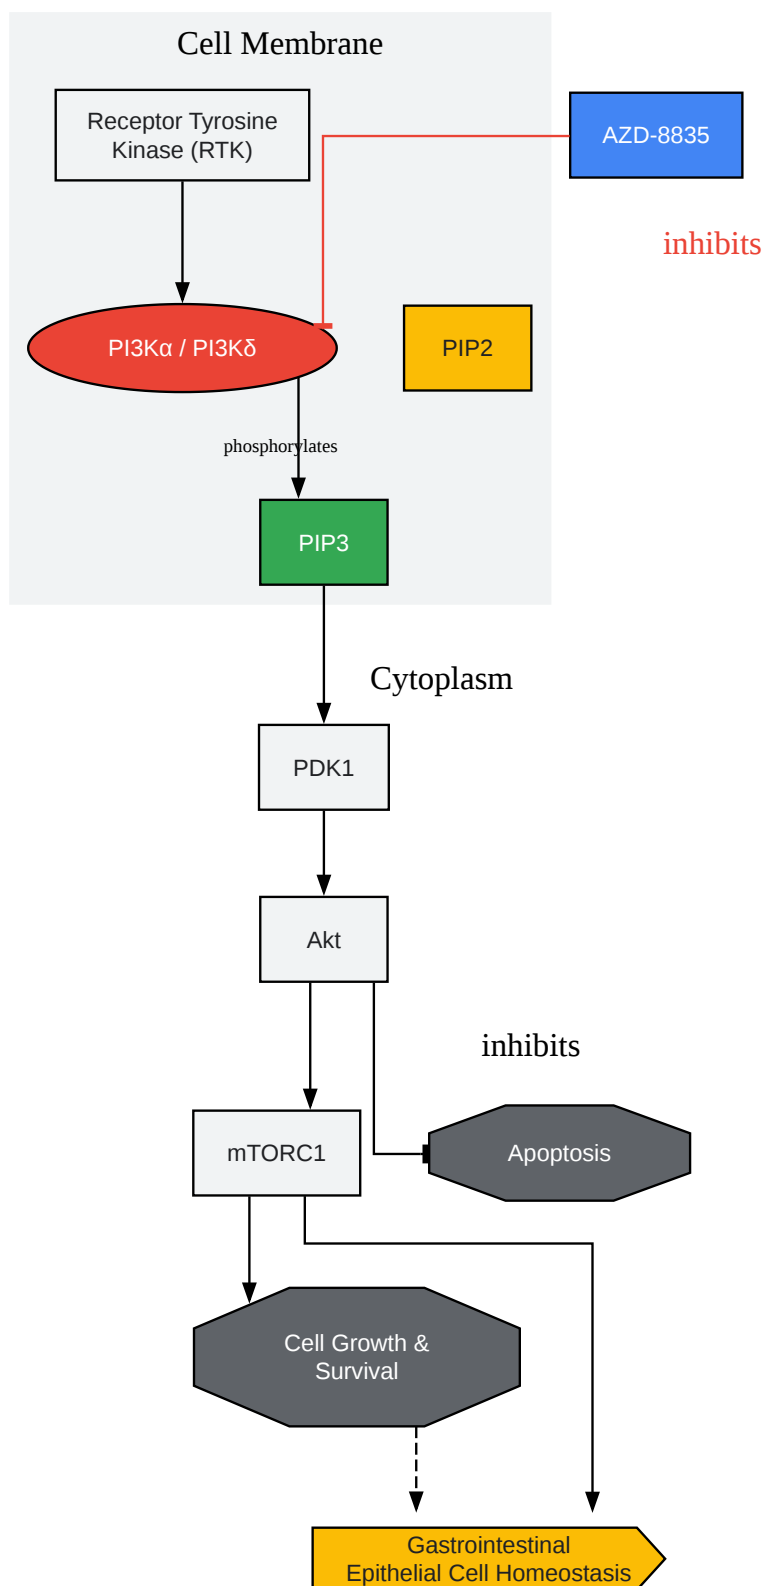 Cell Membrane
Receptor Tyrosine
Kinase (RTK)
AZD-8835
inhibits
PI3Kα / PI3Kδ
PIP2
phosphorylates
PIP3
Cytoplasm
PDK1
Akt
inhibits
mTORC1
Apoptosis
Cell Growth &
Survival
Gastrointestinal
Epithelial Cell Homeostasis